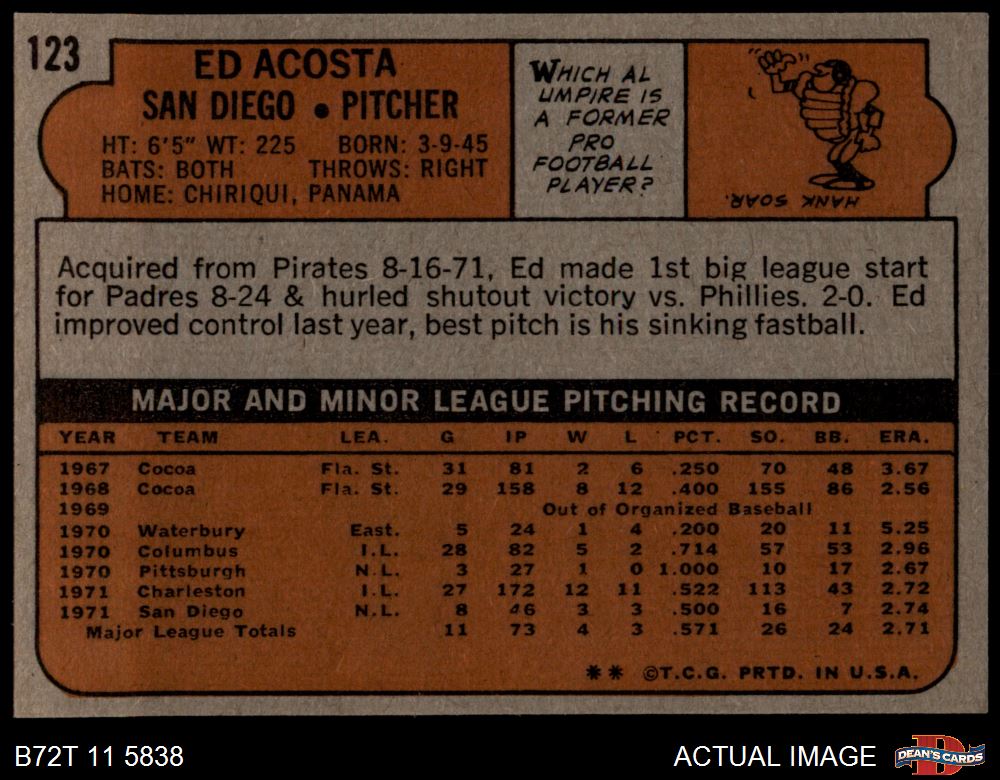 123
ED ACOSTA
SAN DIEGO • PITCHER
HT: 6'5" WT: 225 BORN: 3-9-45
BATS: BOTH THROWS: RIGHT
HOME: CHIRIQUI, PANAMA
WHICH AL
UMPIRE IS
A FORMER
PRO
FOOTBALL
PLAYER?
HANK
SOAR.
Acquired from Pirates 8-16-71, Ed made 1st big league start
for Padres 8-24 & hurled shutout victory vs. Phillies. 2-0. Ed
improved control last year, best pitch is his sinking fastball.
MAJOR AND MINOR LEAGUE PITCHING RECORD
YEAR TEAM LEA. G IP W L PCT. SO. BB. ERA.
1967 Cocoa Fla. St. 31 81 2 6 .250 70 48 3.67
1968 Cocoa Fla. St. 29 158 8 12 .400 155 86 2.56
1969 Out of Organized Baseball
1970 Waterbury East. 5 24 1 4 .200 20 11 5.25
1970 Columbus I.L. 28 82 5 2 .714 57 53 2.96
1970 Pittsburgh N.L. 3 27 1 0 1.000 10 17 2.67
1971 Charleston I.L. 27 172 12 11 .522 113 43 2.72
1971 San Diego N.L. 8 46 3 3 .500 16 7 2.74
Major League Totals 11 73 4 3 .571 26 24 2.71
** ©T.C.G. PRTD. IN U.S.A.
B72T 11 5838
ACTUAL IMAGE
DEAN'S CARDS